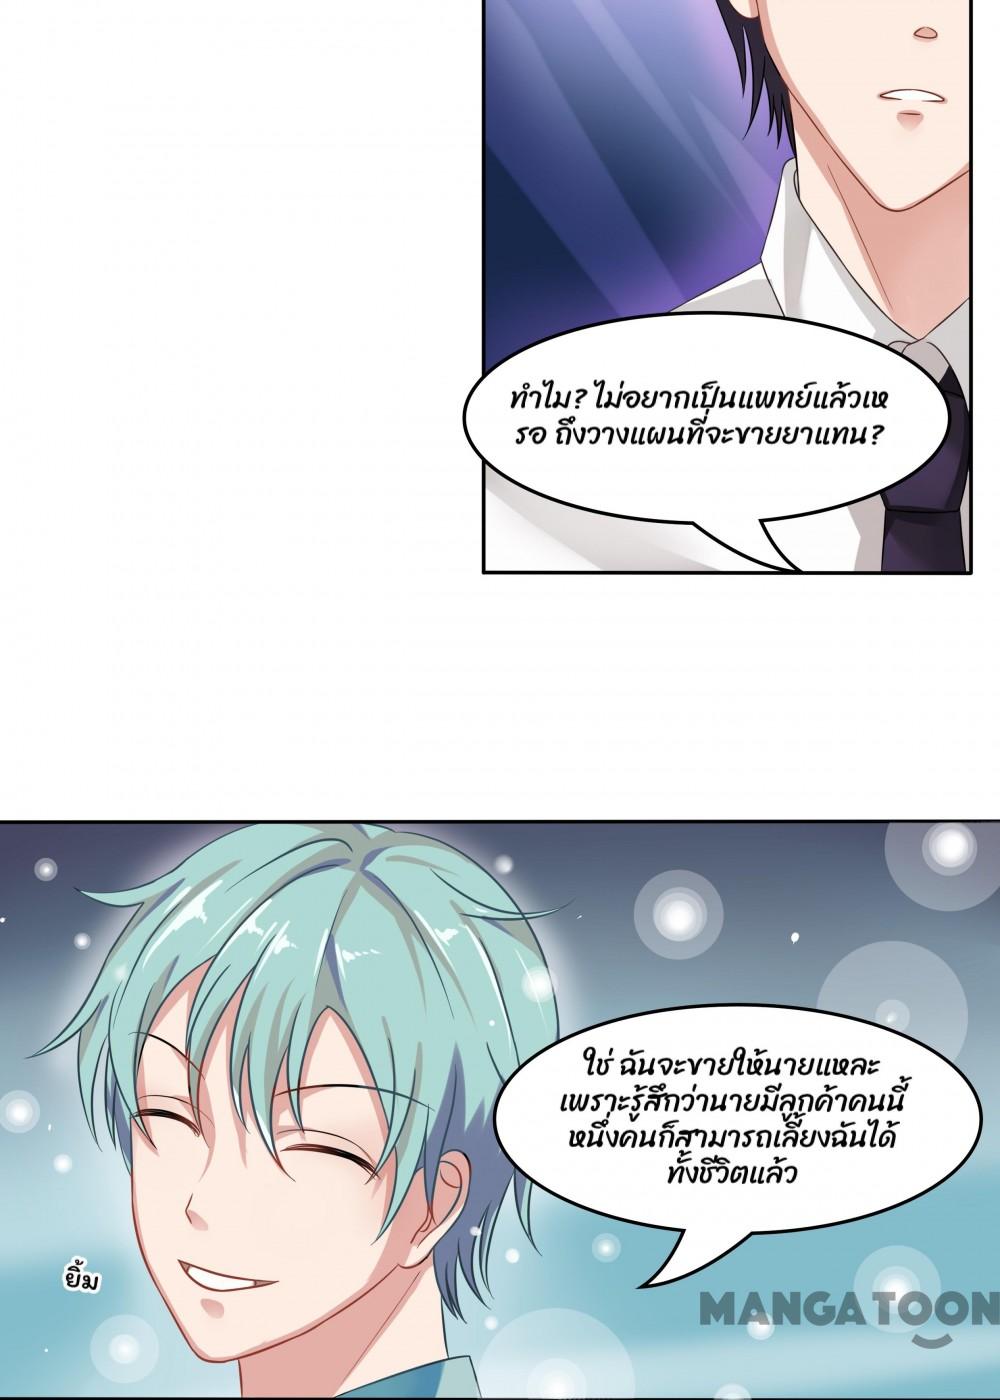 ทำไม? ไม่อยากเป็นแพทย์แล้วเห
รอ ถึงวางแผนที่จะขายยาแทน?
ใช่ ฉันจะขายให้นายแหละ
เพราะรู้สึกว่านายมีลูกค้าคนนี้
หนึ่งคนก็สามารถเลี้ยงฉันได้
ทั้งชีวิตแล้ว
ยิ้ม
MANGATOON